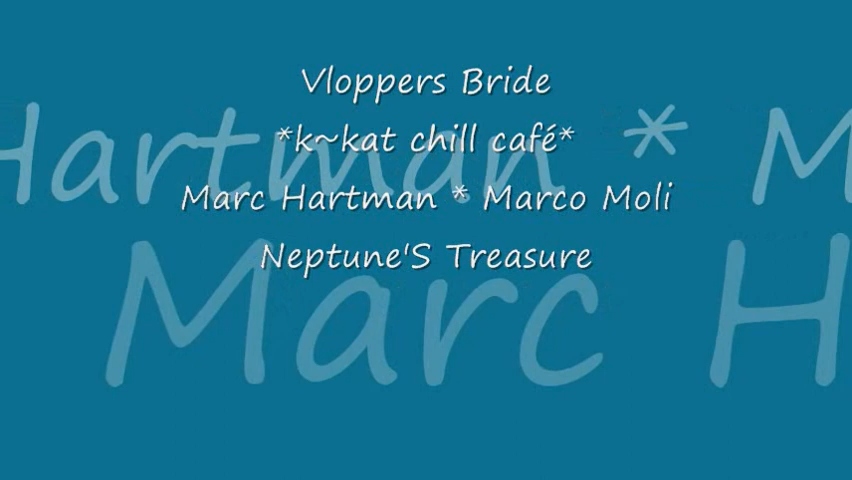 Vloppers Bride
*k~kat chill café*
Marc Hartman * Marco Moli
Neptune'S Treasure
Hartman * M
Marc H